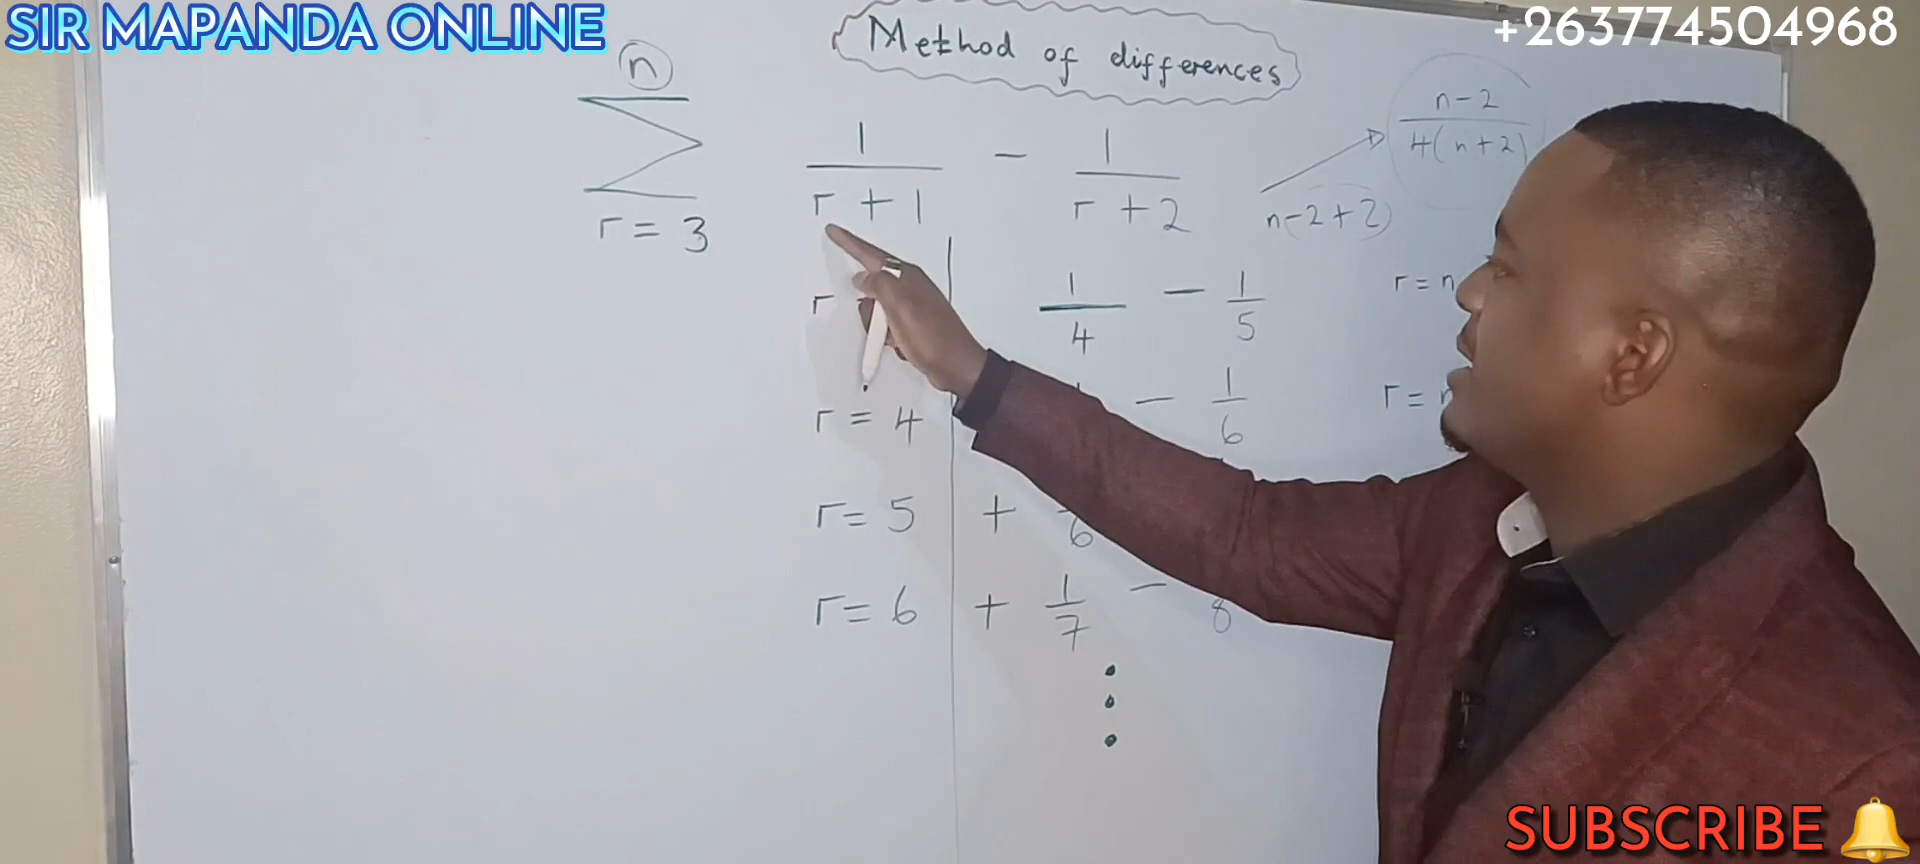 SIR MAPANDA ONLINE
+263774504968
Method of differences
n
∑
r = 3
1/(r + 1) - 1/(r + 2)
n-2/4(n+2)
n-2+2)
r 1/4 - 1/5
r = n
r = 4 - 1/6
r =
r = 5 + 6
r = 6 + 1/7 - 8
SUBSCRIBE